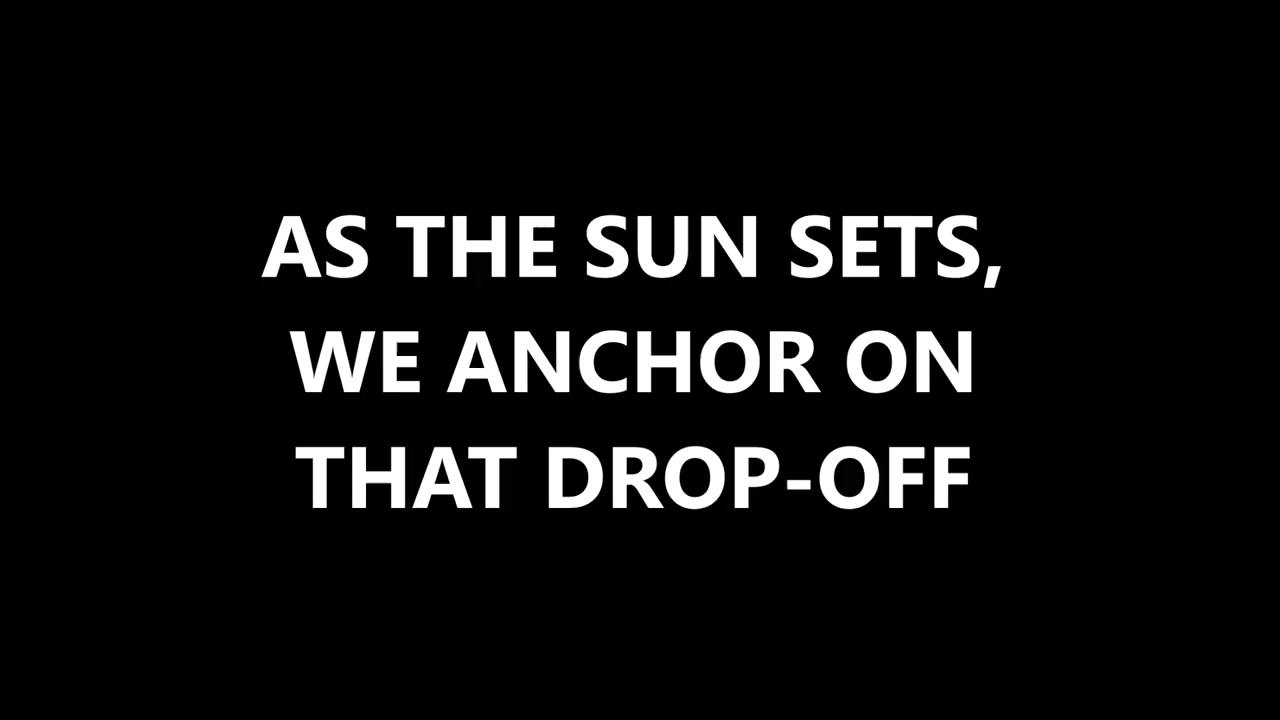 AS THE SUN SETS,
WE ANCHOR ON
THAT DROP-OFF